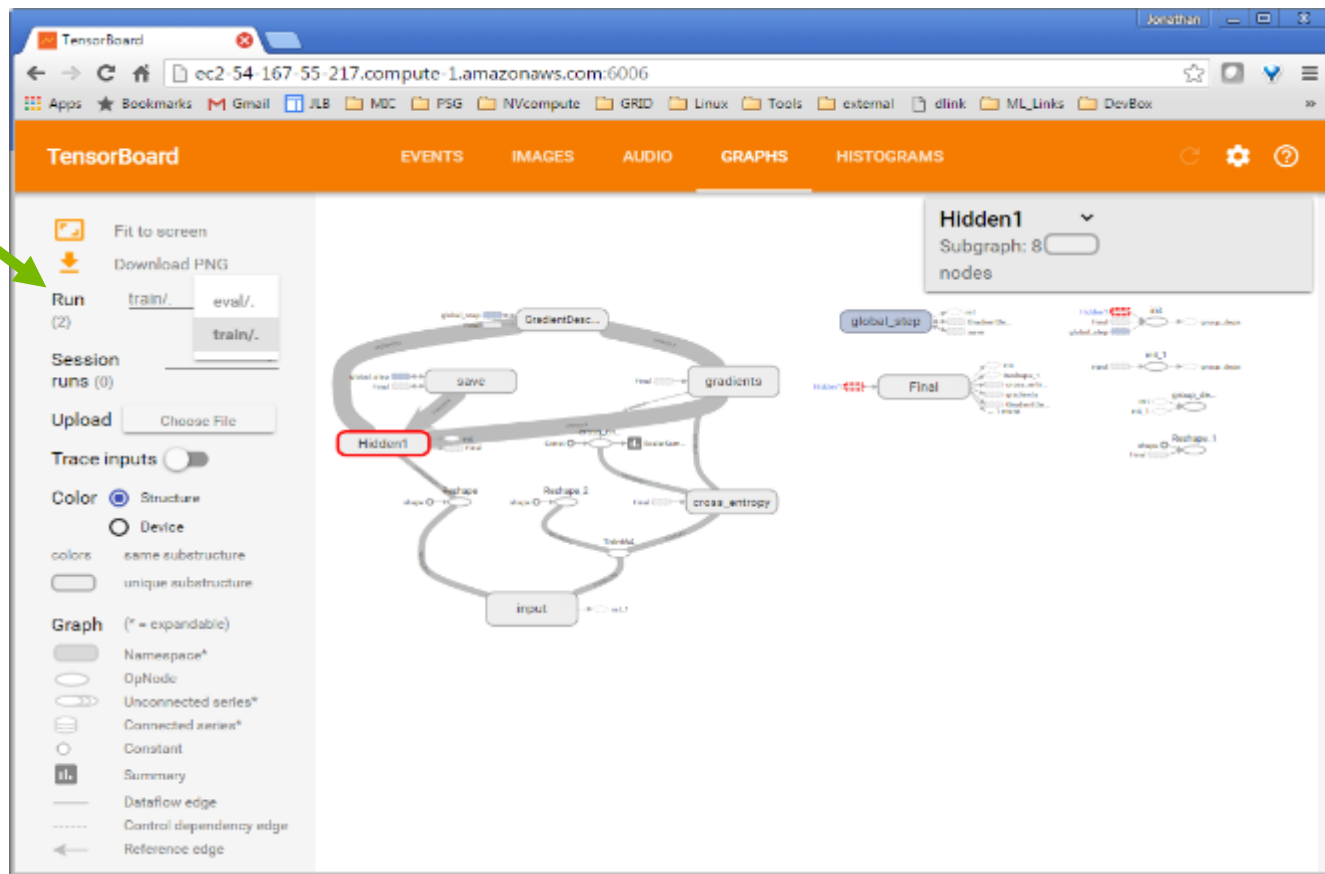 Jonathan
TensorBoard
ec2-54-167-55-217.compute-1.amazonaws.com:6006
Apps Bookmarks Gmail JLB MIC PSG NVcompute GRID Linux Tools external dlink ML_Links DevBox »
TensorBoard EVENTS IMAGES AUDIO GRAPHS HISTOGRAMS
Fit to screen
Download PNG
Run train/. eval/.
(2)
train/.
Session
runs (0)
Upload Choose File
Trace inputs
Color Structure
Device
colors same substructure
unique substructure
Graph (* = expandable)
Namespace*
OpNode
Unconnected series*
Connected series*
Constant
Summary
Dataflow edge
Control dependency edge
Reference edge
Hidden1
Subgraph: 8
nodes
GradientDesc...
save
gradients
Hidden1
Reshape
Reshape_2
cross_entropy
input
global_step
Final
init
init_1
group_de...
Reshape_1